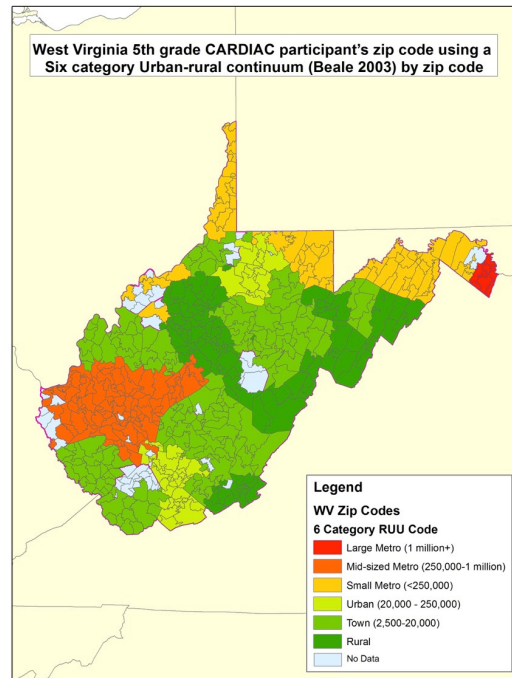 West Virginia 5th grade CARDIAC participant's zip code using a
Six category Urban-rural continuum (Beale 2003) by zip code
Legend
WV Zip Codes
6 Category RUU Code
Large Metro (1 million+)
Mid-sized Metro (250,000-1 million)
Small Metro (<250,000)
Urban (20,000 - 250,000)
Town (2,500-20,000)
Rural
No Data